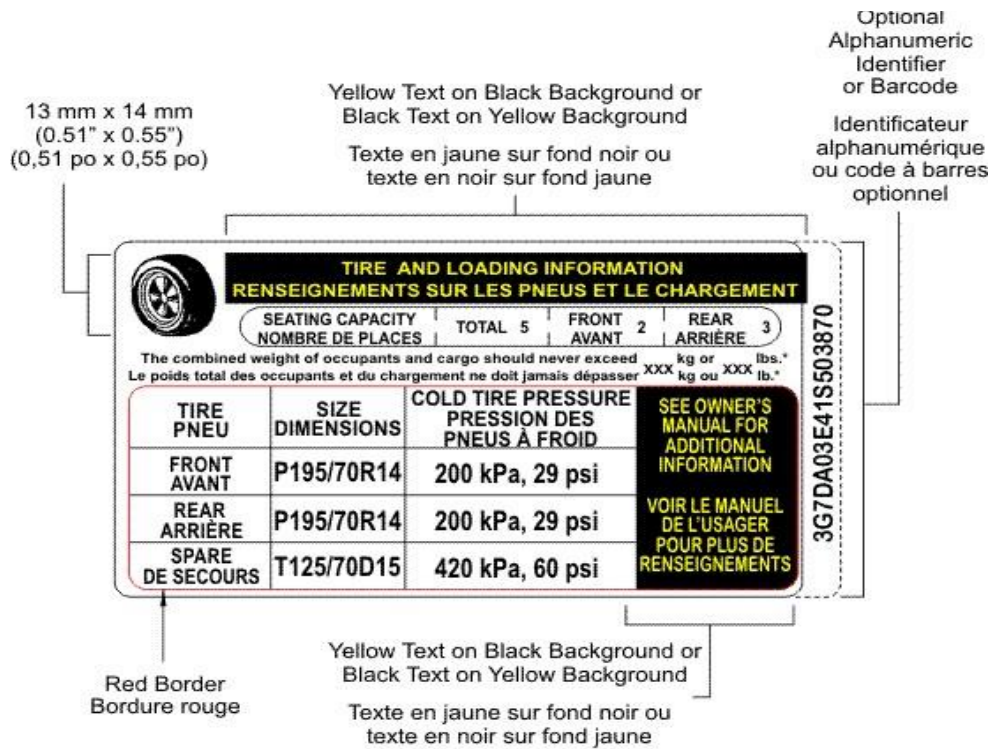 Optional
Alphanumeric
Identifier
or Barcode
Identificateur
alphanumérique
ou code à barres
optionnel
Yellow Text on Black Background or
Black Text on Yellow Background
Texte en jaune sur fond noir ou
texte en noir sur fond jaune
13 mm x 14 mm
(0.51" x 0.55")
(0,51 po x 0,55 po)
TIRE AND LOADING INFORMATION
RENSEIGNEMENTS SUR LES PNEUS ET LE CHARGEMENT
SEATING CAPACITY
NOMBRE DE PLACES
TOTAL 5
FRONT
AVANT
2
REAR
ARRIÈRE
3
The combined weight of occupants and cargo should never exceed XXX kg or XXX lbs.*
Le poids total des occupants et du chargement ne doit jamais dépasser kg ou lb.*
TIRE
PNEU
SIZE
DIMENSIONS
COLD TIRE PRESSURE
PRESSION DES
PNEUS À FROID
FRONT
AVANT
P195/70R14
200 kPa, 29 psi
REAR
ARRIÈRE
P195/70R14
200 kPa, 29 psi
SPARE
DE SECOURS
T125/70D15
420 kPa, 60 psi
SEE OWNER'S
MANUAL FOR
ADDITIONAL
INFORMATION
VOIR LE MANUEL
DE L'USAGER
POUR PLUS DE
RENSEIGNEMENTS
3G7DA03E41S503870
Red Border
Bordure rouge
Yellow Text on Black Background or
Black Text on Yellow Background
Texte en jaune sur fond noir ou
texte en noir sur fond jaune